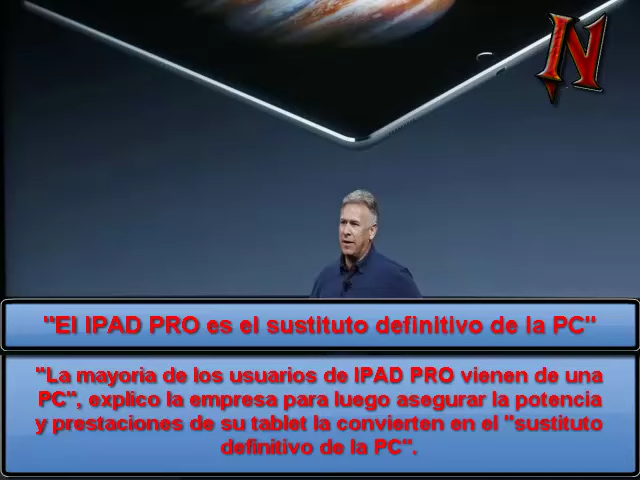 N
"El IPAD PRO es el sustituto definitivo de la PC"
"La mayoria de los usuarios de IPAD PRO vienen de una
PC", explico la empresa para luego asegurar la potencia
y prestaciones de su tablet la convierten en el "sustituto
definitivo de la PC".